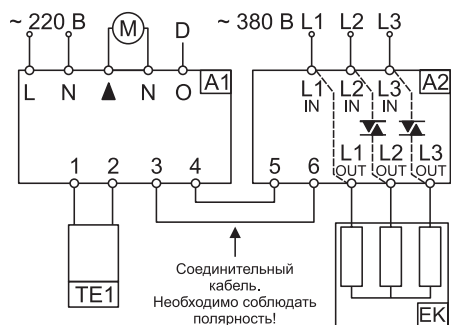 ~ 220 В M D ~ 380 В L1 L2 L3
L N ▲ N O A1 L1 L2 L3 A2
IN IN IN
L1 L2 L3
1 2 3 4 5 6 OUT OUT OUT
TE1
Соединительный
кабель.
Необходимо соблюдать
полярность!
EK